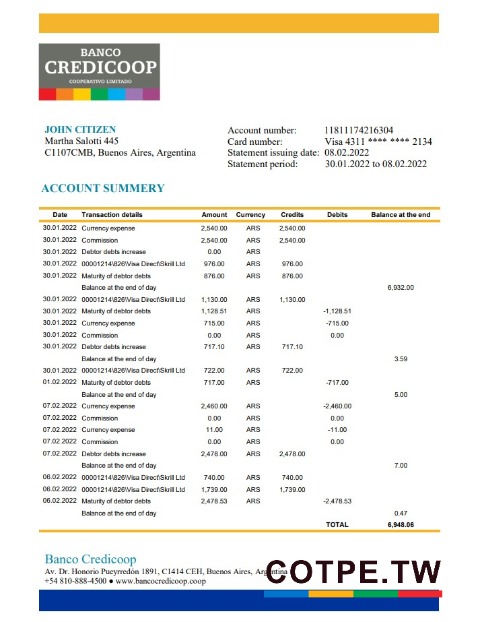 BANCO
CREDICOOP
COOPERATIVO LIMITADO
JOHN CITIZEN
Martha Salotti 445
C1107CMB, Buenos Aires, Argentina
Account number: 11811174216304
Card number: Visa 4311 **** **** 2134
Statement issuing date: 08.02.2022
Statement period: 30.01.2022 to 08.02.2022
ACCOUNT SUMMERY
Date Transaction details Amount Currency Credits Debits Balance at the end
30.01.2022 Currency expense 2,540.00 ARS 2,540.00
30.01.2022 Commission 2,540.00 ARS 2,540.00
30.01.2022 Debtor debts increase 0.00 ARS
30.01.2022 00001214\826\Visa Direct\Skrill Ltd 976.00 ARS 976.00
30.01.2022 Maturity of debtor debts 876.00 ARS 876.00
Balance at the end of day 6,932.00
30.01.2022 00001214\826\Visa Direct\Skrill Ltd 1,130.00 ARS 1,130.00
30.01.2022 Maturity of debtor debts 1,128.51 ARS -1,128.51
30.01.2022 Currency expense 715.00 ARS -715.00
30.01.2022 Commission 0.00 ARS 0.00
30.01.2022 Debtor debts increase 717.10 ARS 717.10
Balance at the end of day 3.59
30.01.2022 00001214\826\Visa Direct\Skrill Ltd 722.00 ARS 722.00
01.02.2022 Maturity of debtor debts 717.00 ARS -717.00
Balance at the end of day 5.00
07.02.2022 Currency expense 2,460.00 ARS -2,460.00
07.02.2022 Commission 0.00 ARS 0.00
07.02.2022 Currency expense 11.00 ARS -11.00
07.02.2022 Commission 0.00 ARS 0.00
07.02.2022 Debtor debts increase 2,478.00 ARS 2,478.00
Balance at the end of day 7.00
06.02.2022 00001214\826\Visa Direct\Skrill Ltd 740.00 ARS 740.00
06.02.2022 00001214\826\Visa Direct\Skrill Ltd 1,739.00 ARS 1,739.00
06.02.2022 Maturity of debtor debts 2,478.53 ARS -2,478.53
Balance at the end of day 0.47
TOTAL 6,948.06
Banco Credicoop
Av. Dr. Honorio Pueyrredón 1891, C1414 CEH, Buenos Aires, Argentina
+54 810-888-4500 ● www.bancocredicoop.coop
COTPE.TW